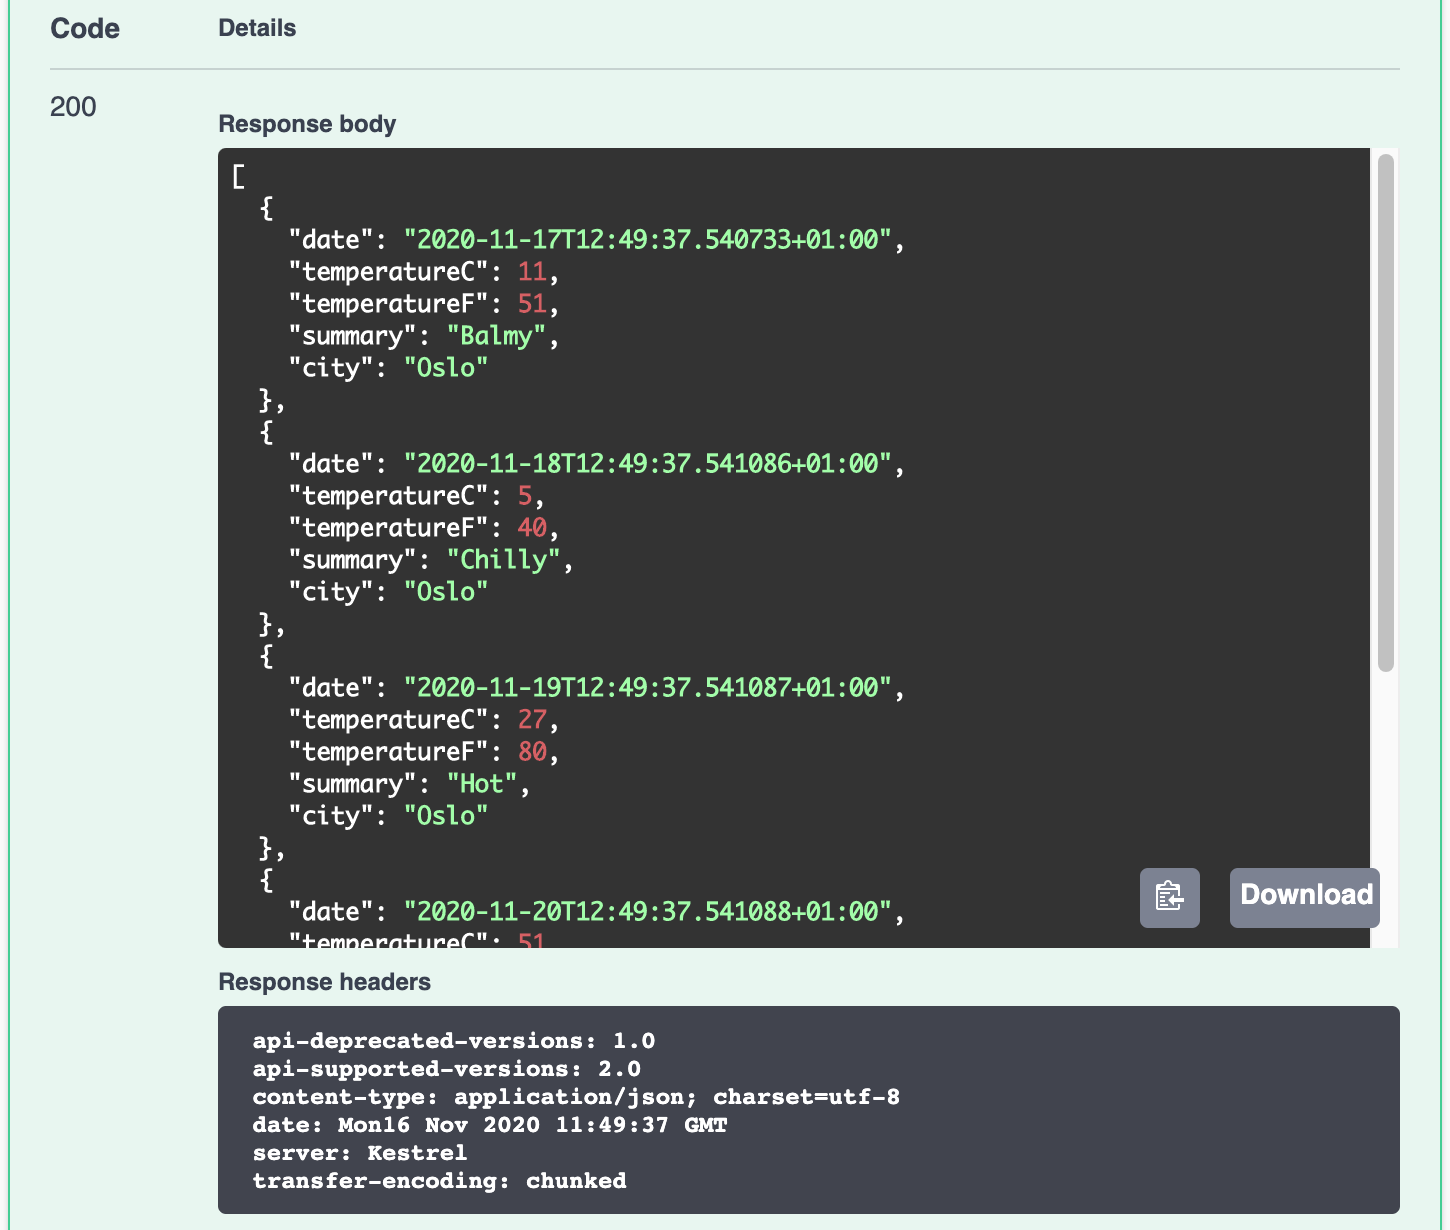 Code Details
200
Response body
[
  {
    "date": "2020-11-17T12:49:37.540733+01:00",
    "temperatureC": 11,
    "temperatureF": 51,
    "summary": "Balmy",
    "city": "Oslo"
  },
  {
    "date": "2020-11-18T12:49:37.541086+01:00",
    "temperatureC": 5,
    "temperatureF": 40,
    "summary": "Chilly",
    "city": "Oslo"
  },
  {
    "date": "2020-11-19T12:49:37.541087+01:00",
    "temperatureC": 27,
    "temperatureF": 80,
    "summary": "Hot",
    "city": "Oslo"
  },
  {
    "date": "2020-11-20T12:49:37.541088+01:00",
    "temperatureC": 51
Download
Response headers
api-deprecated-versions: 1.0
api-supported-versions: 2.0
content-type: application/json; charset=utf-8
date: Mon16 Nov 2020 11:49:37 GMT
server: Kestrel
transfer-encoding: chunked